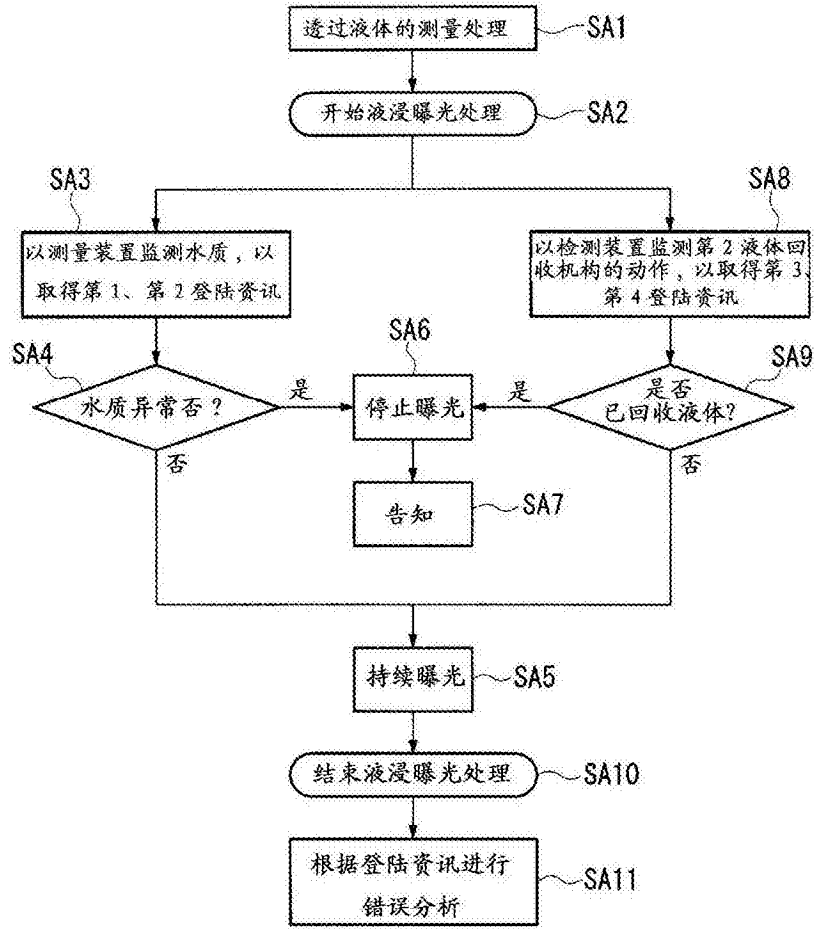 透过液体的测量处理
SA1
开始液浸曝光处理
SA2
SA3
以测量装置监测水质，以
取得第1、第2登陆资讯
SA8
以检测装置监测第2液体回
收机构的动作，以取得第3、
第4登陆资讯
SA4
水质异常否？
是
否
SA6
停止曝光
SA9
是否
已回收液体?
是
否
告知
SA7
持续曝光
SA5
结束液浸曝光处理
SA10
根据登陆资讯进行
错误分析
SA11